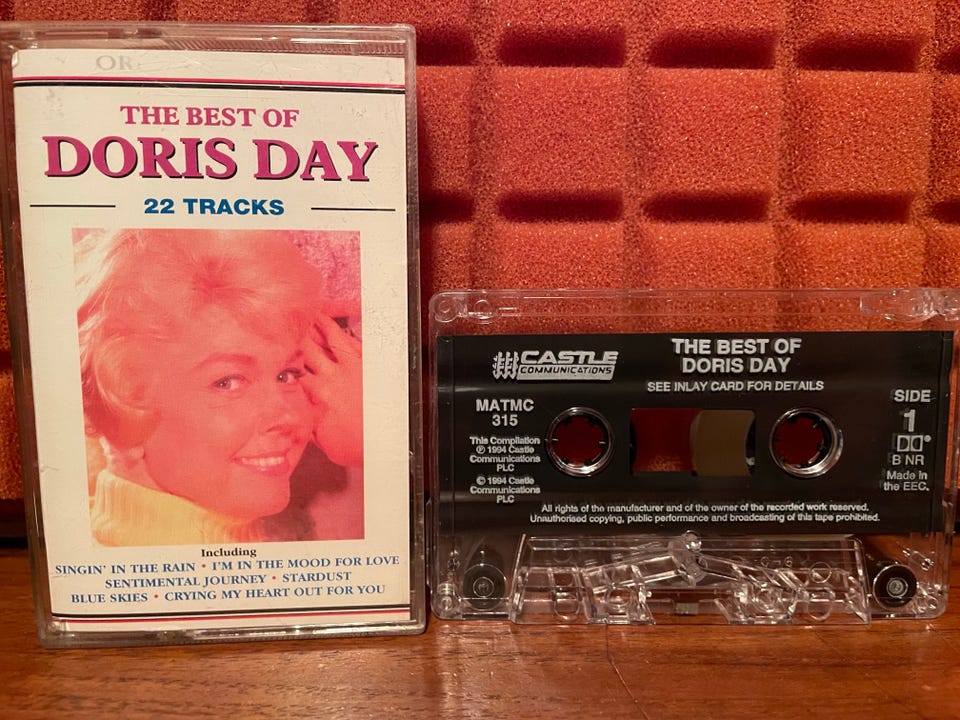 OR
THE BEST OF
DORIS DAY
22 TRACKS
Including
SINGIN' IN THE RAIN • I'M IN THE MOOD FOR LOVE
SENTIMENTAL JOURNEY • STARDUST
BLUE SKIES • CRYING MY HEART OUT FOR YOU
CASTLE
COMMUNICATIONS
THE BEST OF
DORIS DAY
SEE INLAY CARD FOR DETAILS
MATMC
315
This Compilation
℗ 1994 Castle
Communications
PLC
© 1994 Castle
Communications
PLC
SIDE
1
B NR
Made in
the EEC.
All rights of the manufacturer and of the owner of the recorded work reserved.
Unauthorised copying, public performance and broadcasting of this tape prohibited.